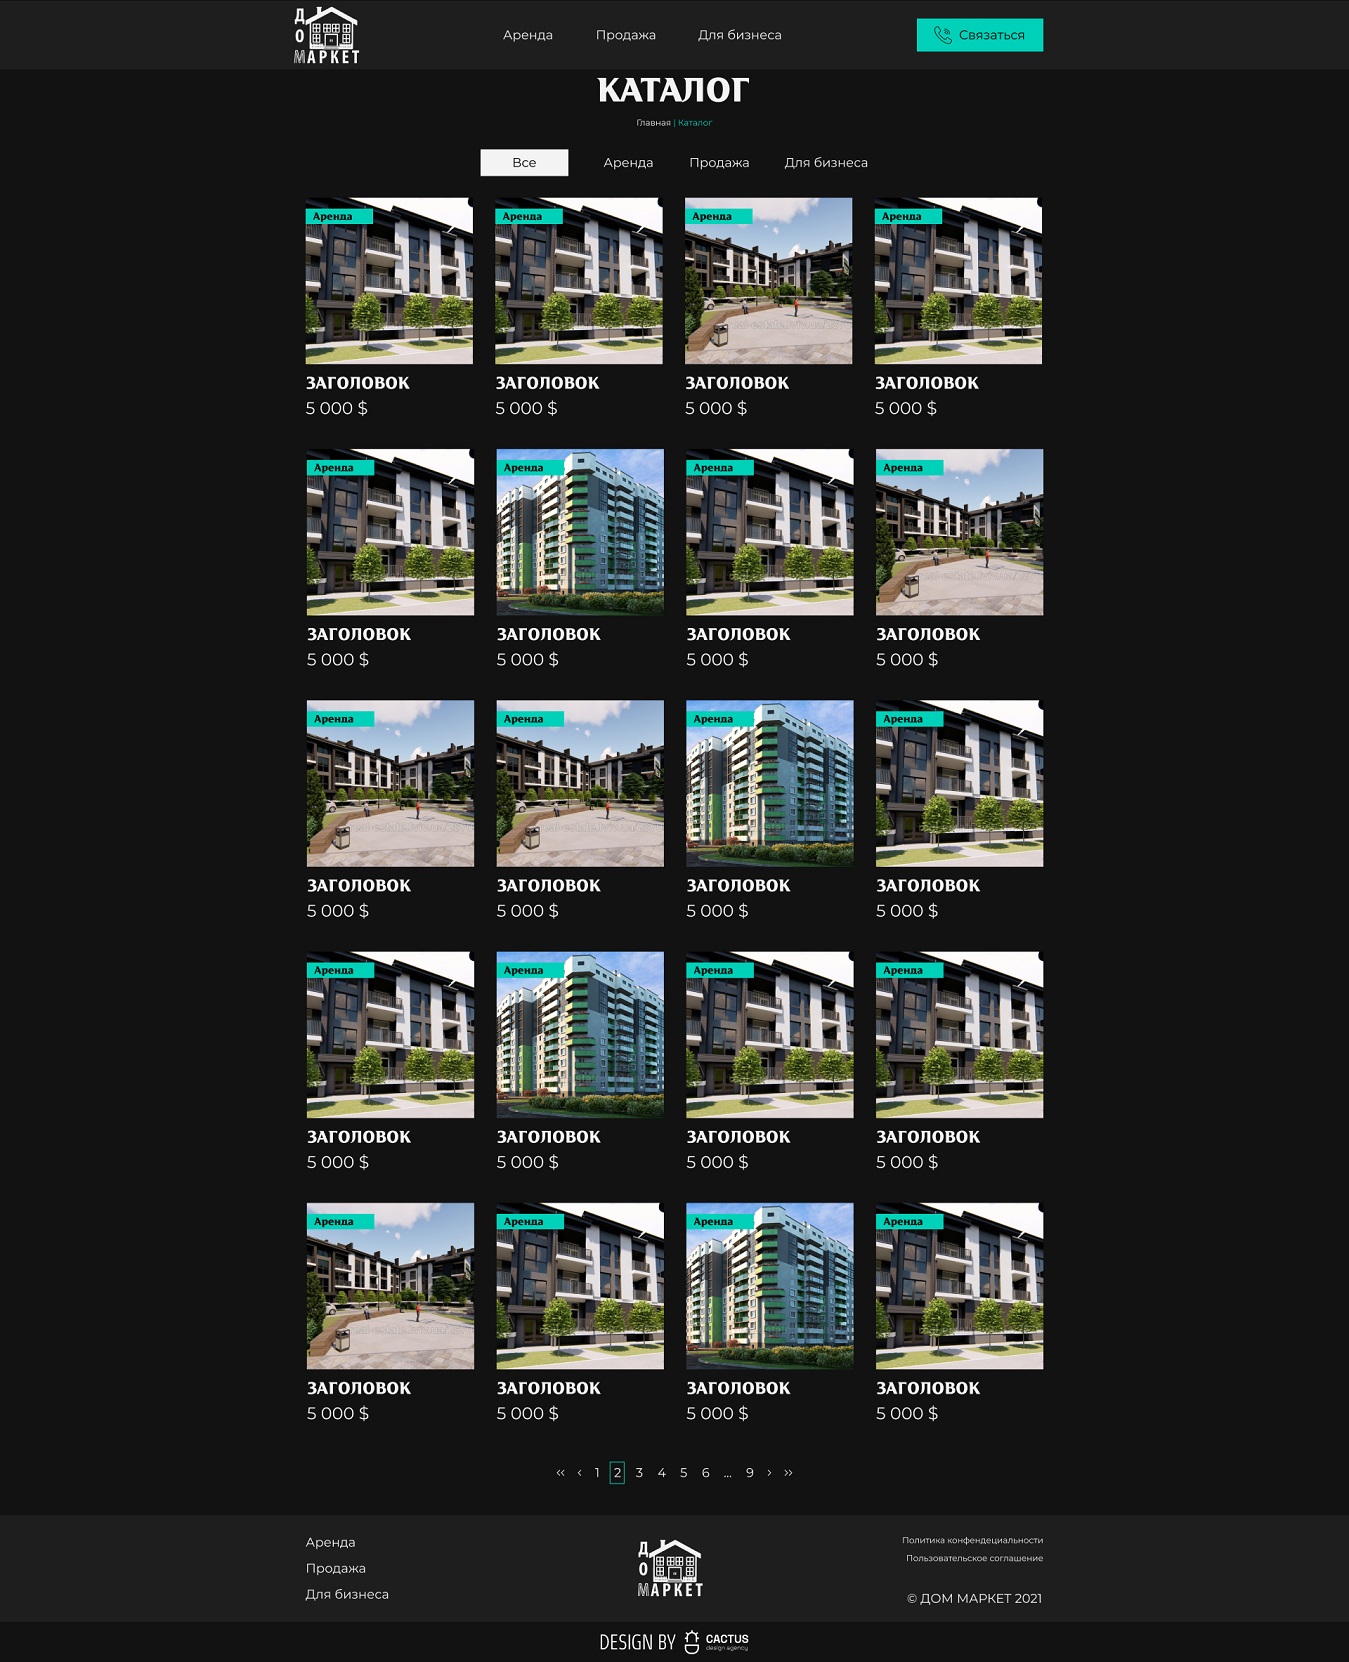 ДОМАРКЕТ
Аренда Продажа Для бизнеса
Связаться
КАТАЛОГ
Главная | Каталог
Все Аренда Продажа Для бизнеса
Аренда Аренда Аренда Аренда
ЗАГОЛОВОК ЗАГОЛОВОК ЗАГОЛОВОК ЗАГОЛОВОК
5 000 $ 5 000 $ 5 000 $ 5 000 $
Аренда Аренда Аренда Аренда
ЗАГОЛОВОК ЗАГОЛОВОК ЗАГОЛОВОК ЗАГОЛОВОК
5 000 $ 5 000 $ 5 000 $ 5 000 $
Аренда Аренда Аренда Аренда
ЗАГОЛОВОК ЗАГОЛОВОК ЗАГОЛОВОК ЗАГОЛОВОК
5 000 $ 5 000 $ 5 000 $ 5 000 $
Аренда Аренда Аренда Аренда
ЗАГОЛОВОК ЗАГОЛОВОК ЗАГОЛОВОК ЗАГОЛОВОК
5 000 $ 5 000 $ 5 000 $ 5 000 $
Аренда Аренда Аренда Аренда
ЗАГОЛОВОК ЗАГОЛОВОК ЗАГОЛОВОК ЗАГОЛОВОК
5 000 $ 5 000 $ 5 000 $ 5 000 $
‹‹ ‹ 1 2 3 4 5 6 ... 9 › ››
Аренда
Продажа
Для бизнеса
ДОМАРКЕТ
Политика конфендециальности
Пользовательское соглашение
© ДОМ МАРКЕТ 2021
DESIGN BY CACTUS
design agency